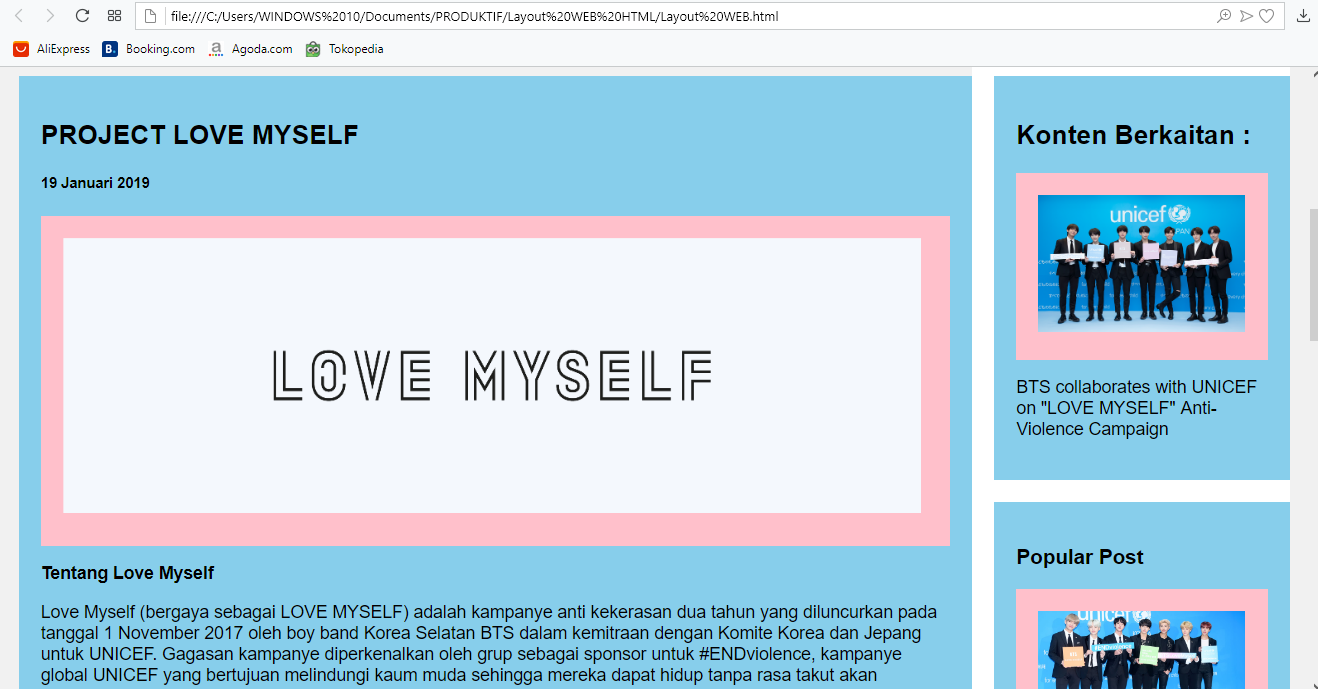 file:///C:/Users/WINDOWS%2010/Documents/PRODUKTIF/Layout%20WEB%20HTML/Layout%20WEB.html
AliExpress
Booking.com
Agoda.com
Tokopedia
PROJECT LOVE MYSELF
19 Januari 2019
LOVE MYSELF
Tentang Love Myself
Love Myself (bergaya sebagai LOVE MYSELF) adalah kampanye anti kekerasan dua tahun yang diluncurkan pada
tanggal 1 November 2017 oleh boy band Korea Selatan BTS dalam kemitraan dengan Komite Korea dan Jepang
untuk UNICEF. Gagasan kampanye diperkenalkan oleh grup sebagai sponsor untuk #ENDviolence, kampanye
global UNICEF yang bertujuan melindungi kaum muda sehingga mereka dapat hidup tanpa rasa takut akan
Konten Berkaitan :
unicef
BTS collaborates with UNICEF
on "LOVE MYSELF" Anti-
Violence Campaign
Popular Post
unicef